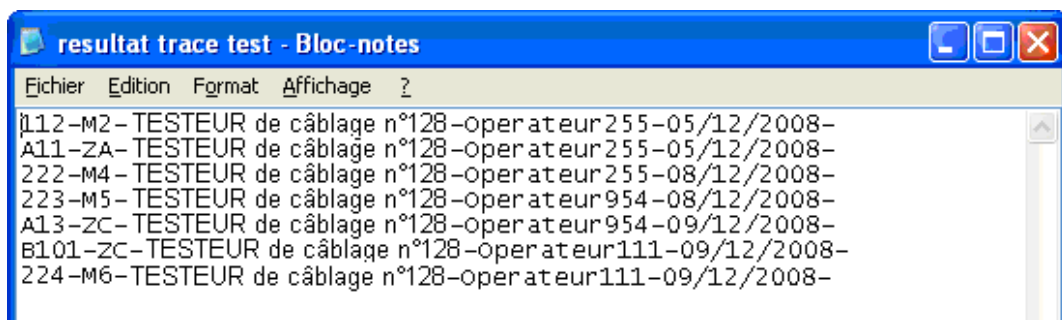 resultat trace test - Bloc-notes
Fichier Edition Format Affichage ?
112-M2-TESTEUR de câblage n°128-Operateur255-05/12/2008-
A11-ZA-TESTEUR de câblage n°128-Operateur255-05/12/2008-
222-M4-TESTEUR de câblage n°128-Operateur255-08/12/2008-
223-M5-TESTEUR de câblage n°128-Operateur954-08/12/2008-
A13-ZC-TESTEUR de câblage n°128-Operateur954-09/12/2008-
B101-ZC-TESTEUR de câblage n°128-Operateur111-09/12/2008-
224-M6-TESTEUR de câblage n°128-Operateur111-09/12/2008-